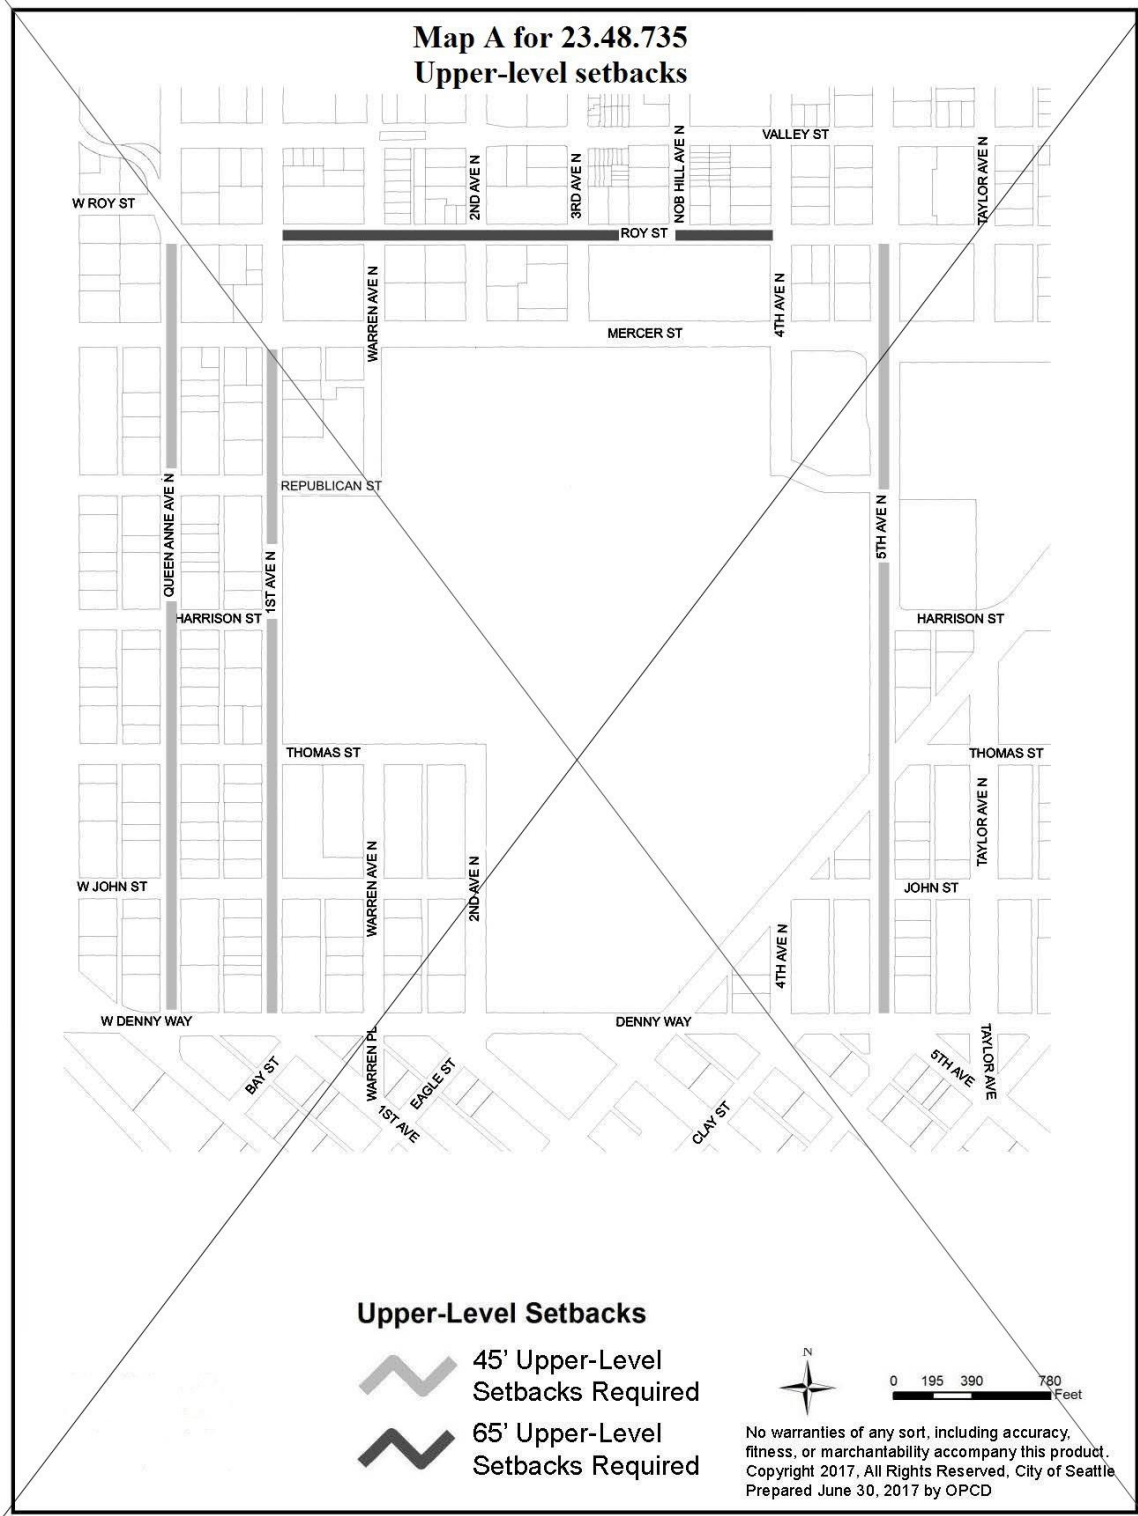 Map A for 23.48.735
Upper-level setbacks
VALLEY ST
2ND AVE N
3RD AVE N
NOB HILL AVE N
TAYLOR AVE N
W ROY ST
ROY ST
WARREN AVE N
4TH AVE N
MERCER ST
QUEEN ANNE AVE N
REPUBLICAN ST
5TH AVE N
1ST AVE N
HARRISON ST
HARRISON ST
THOMAS ST
THOMAS ST
TAYLOR AVE N
WARREN AVE N
2ND AVE N
W JOHN ST
JOHN ST
4TH AVE N
W DENNY WAY
DENNY WAY
WARREN PL
BAY ST
EAGLE ST
1ST AVE
CLAY ST
5TH AVE
TAYLOR AVE
Upper-Level Setbacks
45' Upper-Level
Setbacks Required
65' Upper-Level
Setbacks Required
N
0 195 390 780
Feet
No warranties of any sort, including accuracy,
fitness, or marchantability accompany this product.
Copyright 2017, All Rights Reserved, City of Seattle
Prepared June 30, 2017 by OPCD